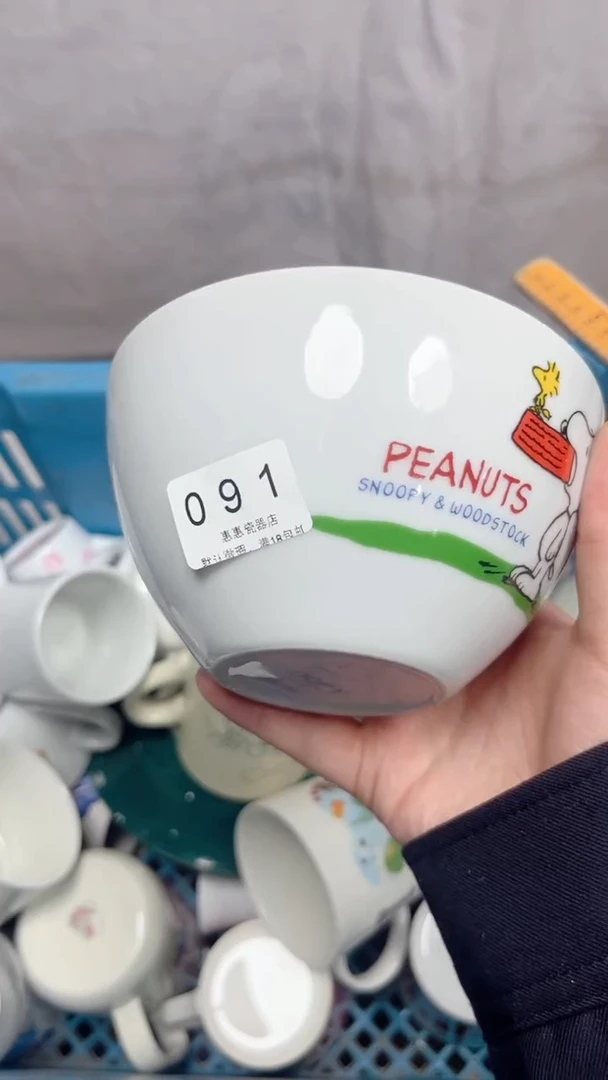 091
惠惠瓷器店
PEANUTS
SNOOPY & WOODSTOCK